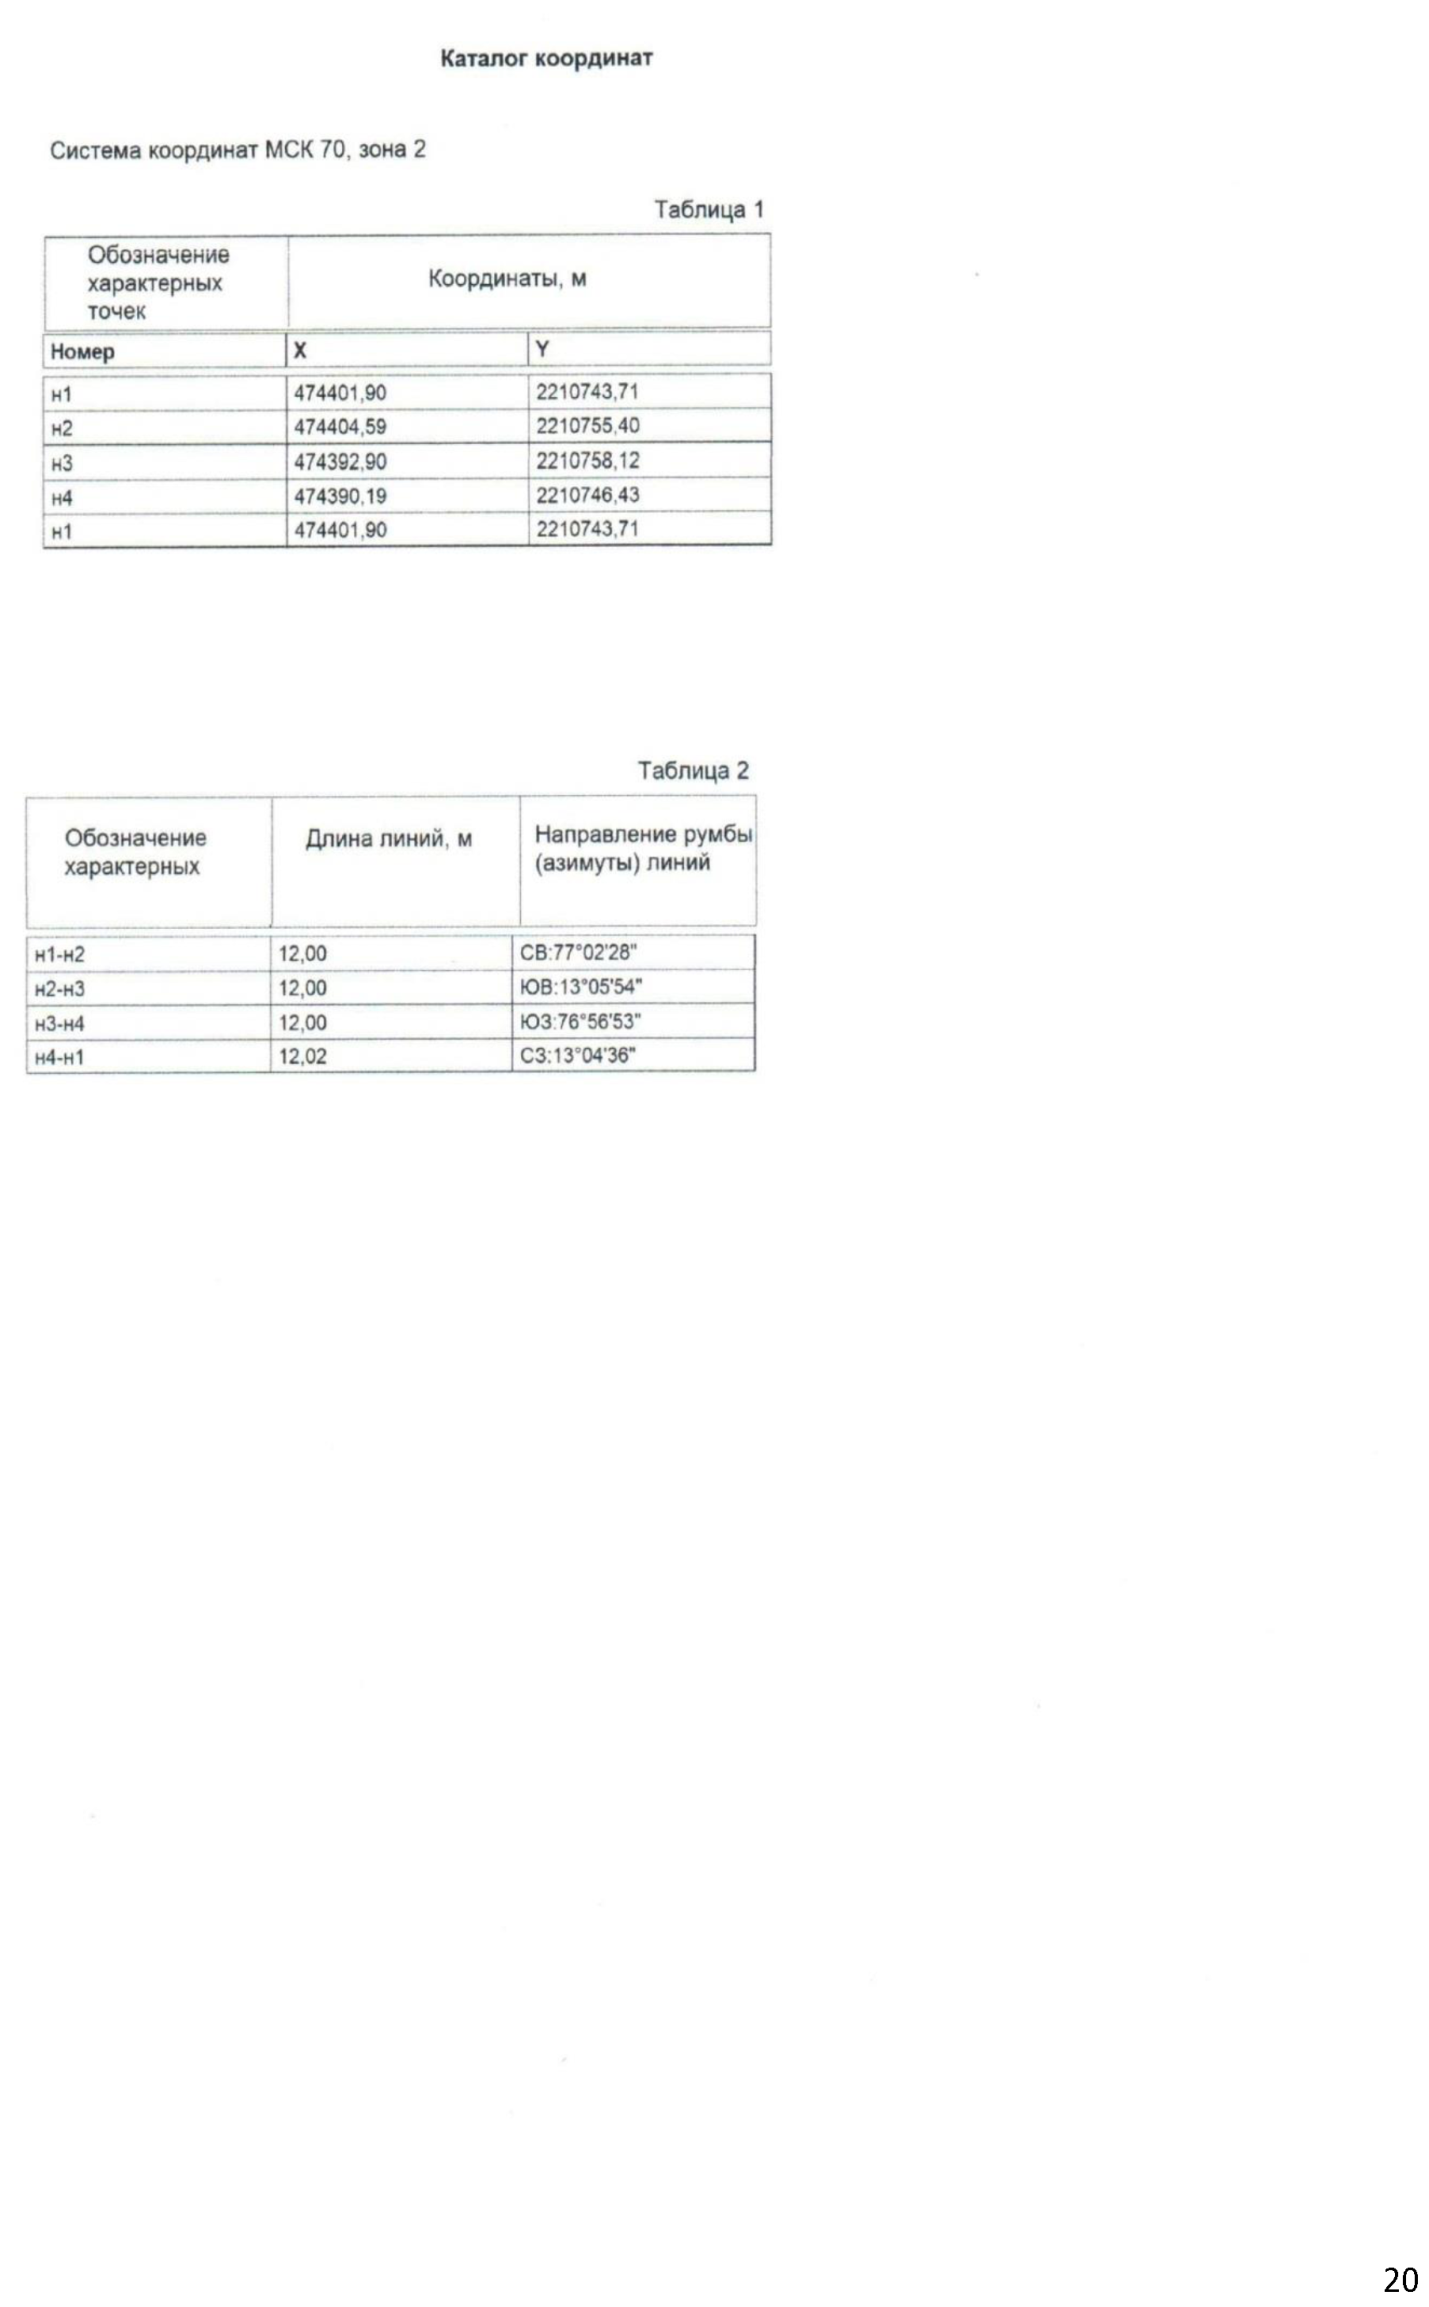 Каталог координат
Система координат МСК 70, зона 2
Таблица 1
Обозначение
характерных
точек
Координаты, м
Номер X Y
н1 474401,90 2210743,71
н2 474404,59 2210755,40
н3 474392,90 2210758,12
н4 474390,19 2210746,43
н1 474401,90 2210743,71
Таблица 2
Обозначение
характерных
Длина линий, м
Направление румбы
(азимуты) линий
н1-н2 12,00 СВ:77°02'28"
н2-н3 12,00 ЮВ:13°05'54"
н3-н4 12,00 ЮЗ:76°56'53"
н4-н1 12,02 СЗ:13°04'36"
20